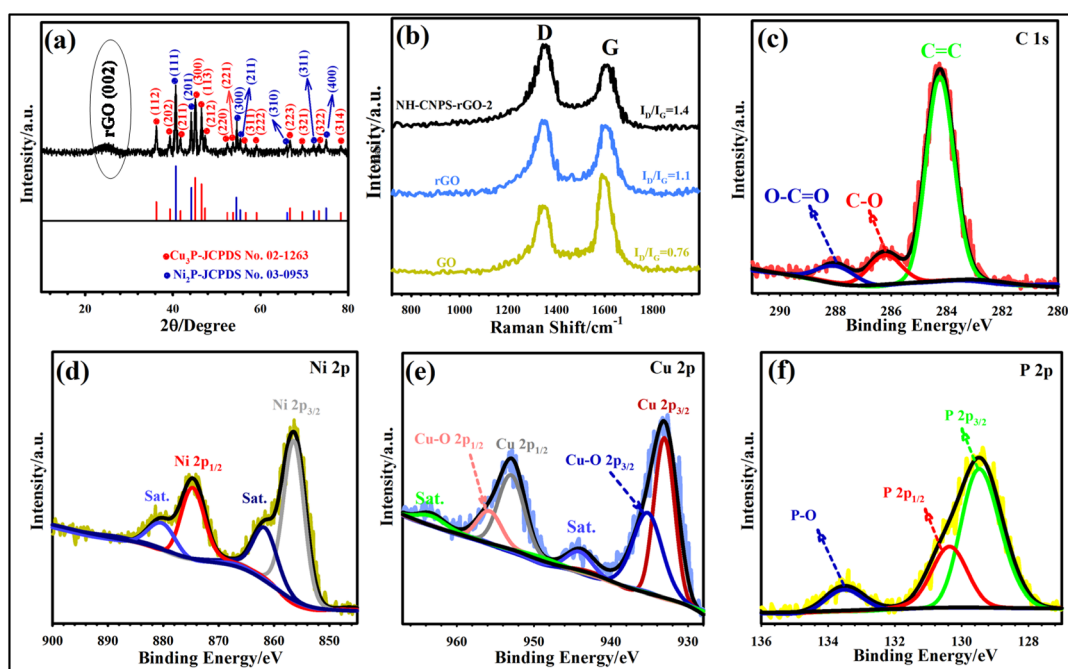 (a)
Intensity/a.u.
rGO (002)
(112)
(202)
(111)
(211)
(201)
(300)
(113)
(212)
(220)
(221)
(300)
(211)
(311)
(222)
(310)
(223)
(321)
(311)
(322)
(400)
(314)
Cu3P-JCPDS No. 02-1263
Ni2P-JCPDS No. 03-0953
20 40 60 80
2θ/Degree
(b)
Intensity/a.u.
D
G
NH-CNPS-rGO-2
ID/IG=1.4
rGO
ID/IG=1.1
GO
ID/IG=0.76
800 1000 1200 1400 1600 1800
Raman Shift/cm-1
(c)
C 1s
Intensity/a.u.
C=C
O-C=O
C-O
290 288 286 284 282 280
Binding Energy/eV
(d)
Ni 2p
Intensity/a.u.
Ni 2p3/2
Ni 2p1/2
Sat.
Sat.
900 890 880 870 860 850
Binding Energy/eV
(e)
Cu 2p
Intensity/a.u.
Cu 2p3/2
Cu-O 2p1/2
Cu 2p1/2
Cu-O 2p3/2
Sat.
Sat.
960 950 940 930
Binding Energy/eV
(f)
P 2p
Intensity/a.u.
P 2p3/2
P 2p1/2
P-O
136 134 132 130 128
Binding Energy/eV